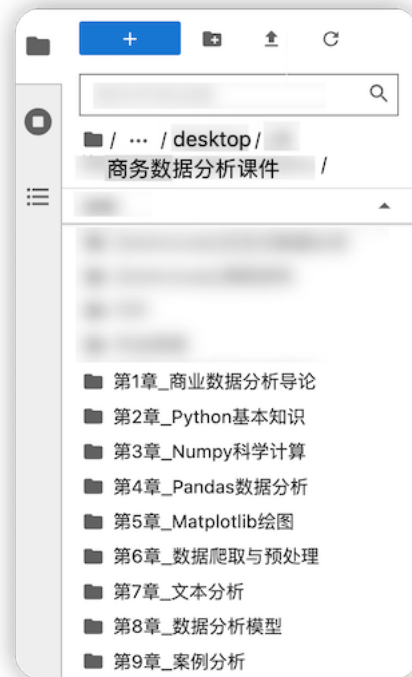 / ··· / desktop /
商务数据分析课件 /
第1章_商业数据分析导论
第2章_Python基本知识
第3章_Numpy科学计算
第4章_Pandas数据分析
第5章_Matplotlib绘图
第6章_数据爬取与预处理
第7章_文本分析
第8章_数据分析模型
第9章_案例分析